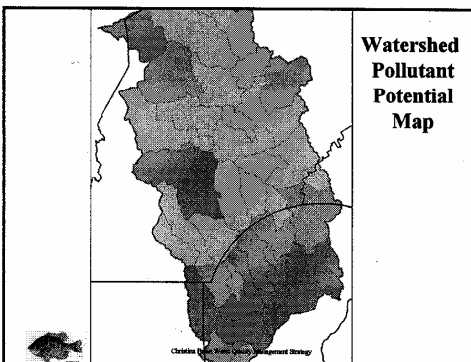 Watershed
Pollutant
Potential
Map
Christina Basin Water Quality Management Strategy